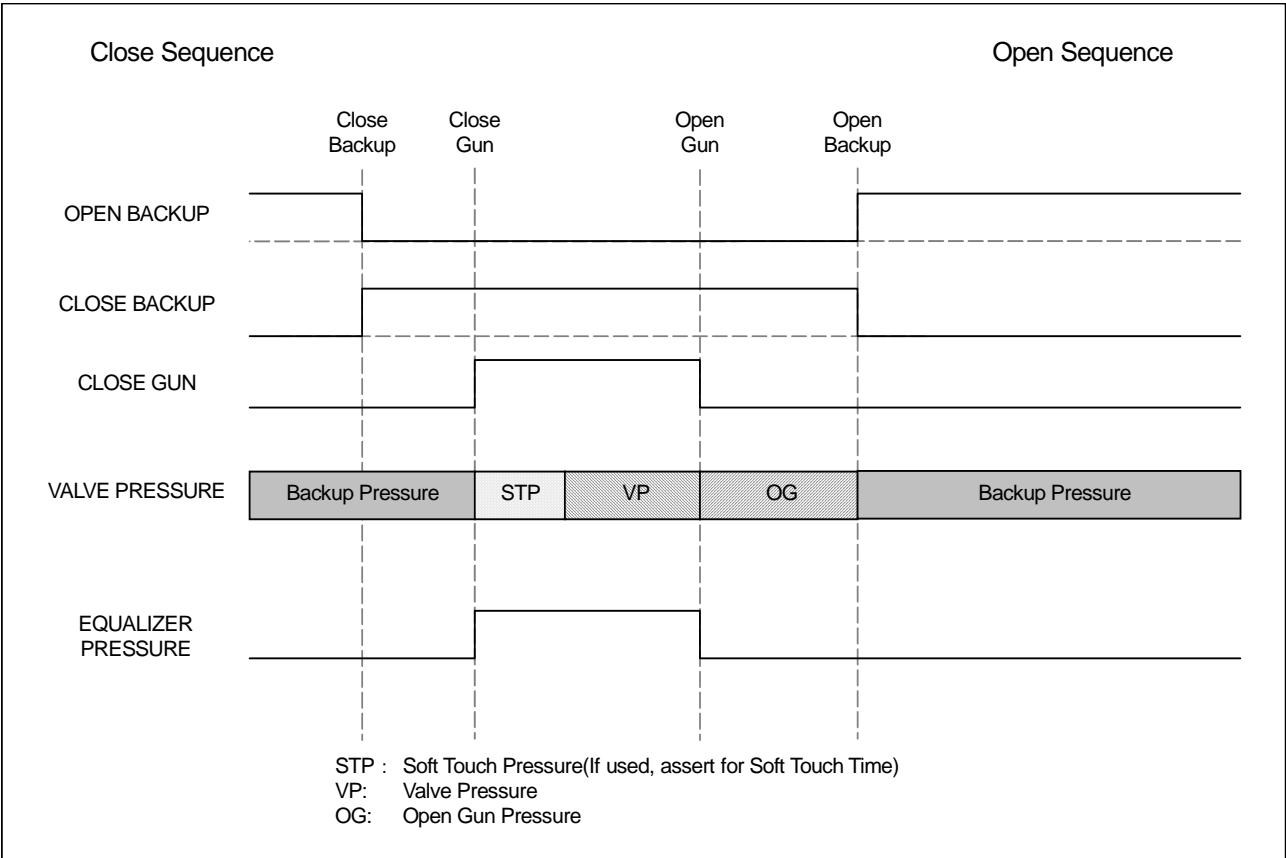 Close Sequence
Open Sequence
Close
Backup
Close
Gun
Open
Gun
Open
Backup
OPEN BACKUP
CLOSE BACKUP
CLOSE GUN
VALVE PRESSURE
Backup Pressure
STP
VP
OG
Backup Pressure
EQUALIZER
PRESSURE
STP : Soft Touch Pressure(If used, assert for Soft Touch Time)
VP: Valve Pressure
OG: Open Gun Pressure